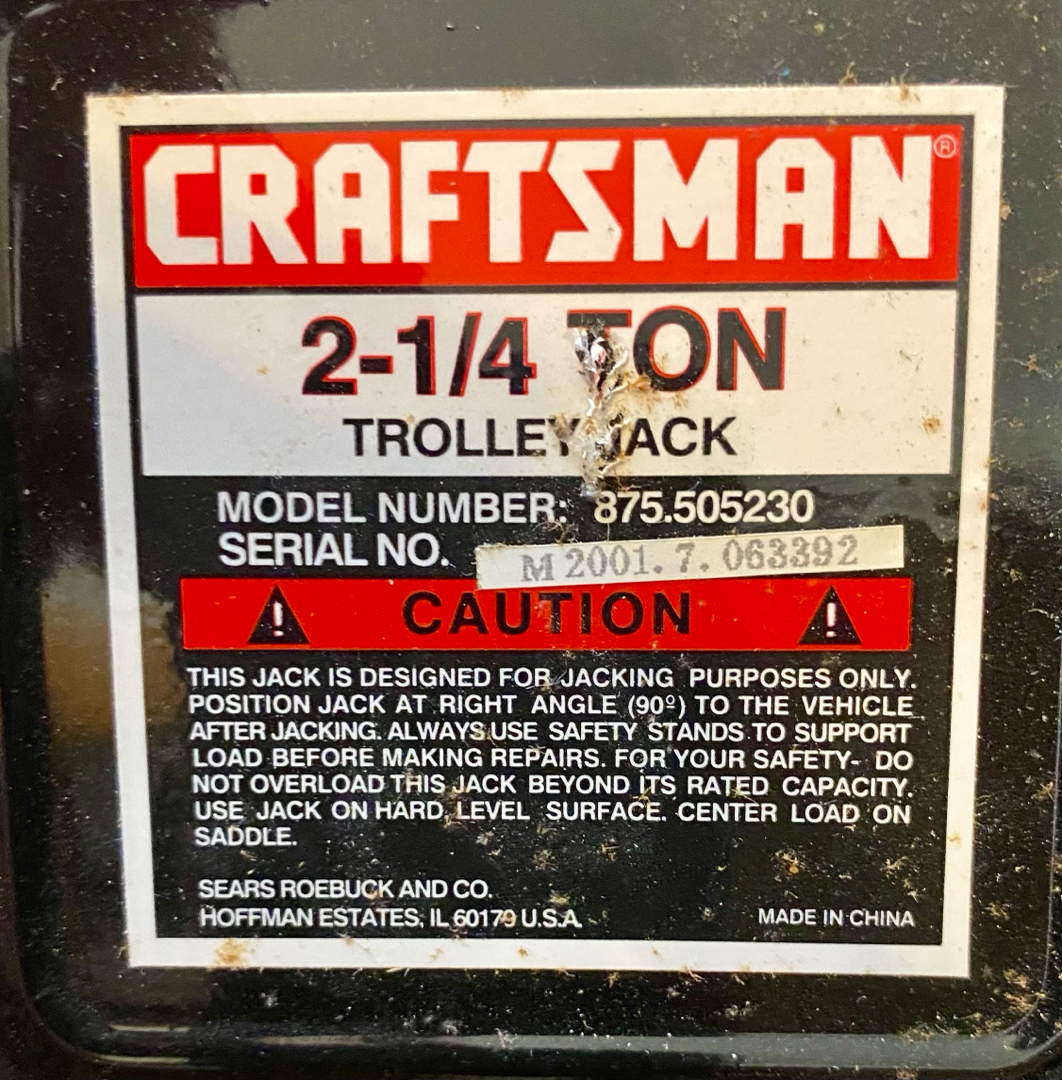 CRAFTSMAN®
2-1/4 TON
TROLLEY JACK
MODEL NUMBER: 875.505230
SERIAL NO. M 2001. 7. 063392
! CAUTION !
THIS JACK IS DESIGNED FOR JACKING PURPOSES ONLY.
POSITION JACK AT RIGHT ANGLE (90º) TO THE VEHICLE
AFTER JACKING. ALWAYS USE SAFETY STANDS TO SUPPORT
LOAD BEFORE MAKING REPAIRS. FOR YOUR SAFETY- DO
NOT OVERLOAD THIS JACK BEYOND ITS RATED CAPACITY.
USE JACK ON HARD, LEVEL SURFACE. CENTER LOAD ON
SADDLE.
SEARS ROEBUCK AND CO.
HOFFMAN ESTATES, IL 60179 U.S.A.
MADE IN CHINA